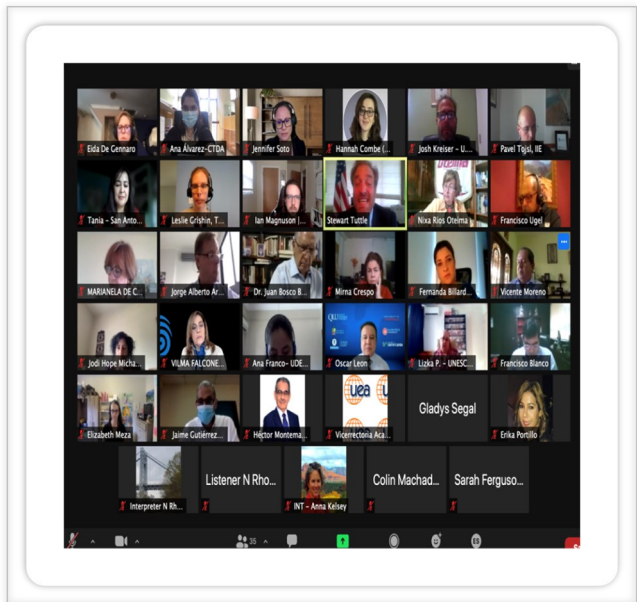 Elda De Gennaro
Ana Álvarez-CTDA
Jennifer Soto
Hannah Combe (...
Josh Kreiser - U....
Pavel Tojsl, IIE
Tania - San Anto...
Leslie Grishin, T...
Ian Magnuson |...
Stewart Tuttle
Nixa Rios Oteima
Francisco Ugel
MARIANELA DE C...
Jorge Alberto Ar...
Dr. Juan Bosco B...
Mirna Crespo
Fernanda Billard...
Vicente Moreno
Jodi Hope Micha...
VILMA FALCONE...
Ana Franco- UDE...
Oscar Leon
Lizka P. - UNESC...
Francisco Blanco
Elizabeth Meza
Jaime Gutiérrez...
Héctor Montema...
uea
Vicerrectoria Aca...
Gladys Segal
Erika Portillo
Interpreter N Rh...
Listener N Rho...
INT - Anna Kelsey
Colin Machad...
Sarah Ferguso...
35